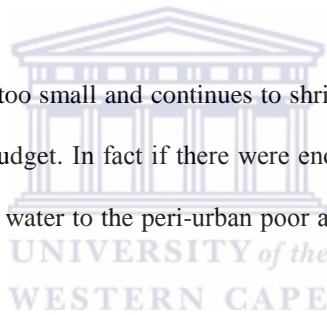 too small and continues to shri
udget. In fact if there were en
water to the peri-urban poor a
UNIVERSITY of the
WESTERN CAPE